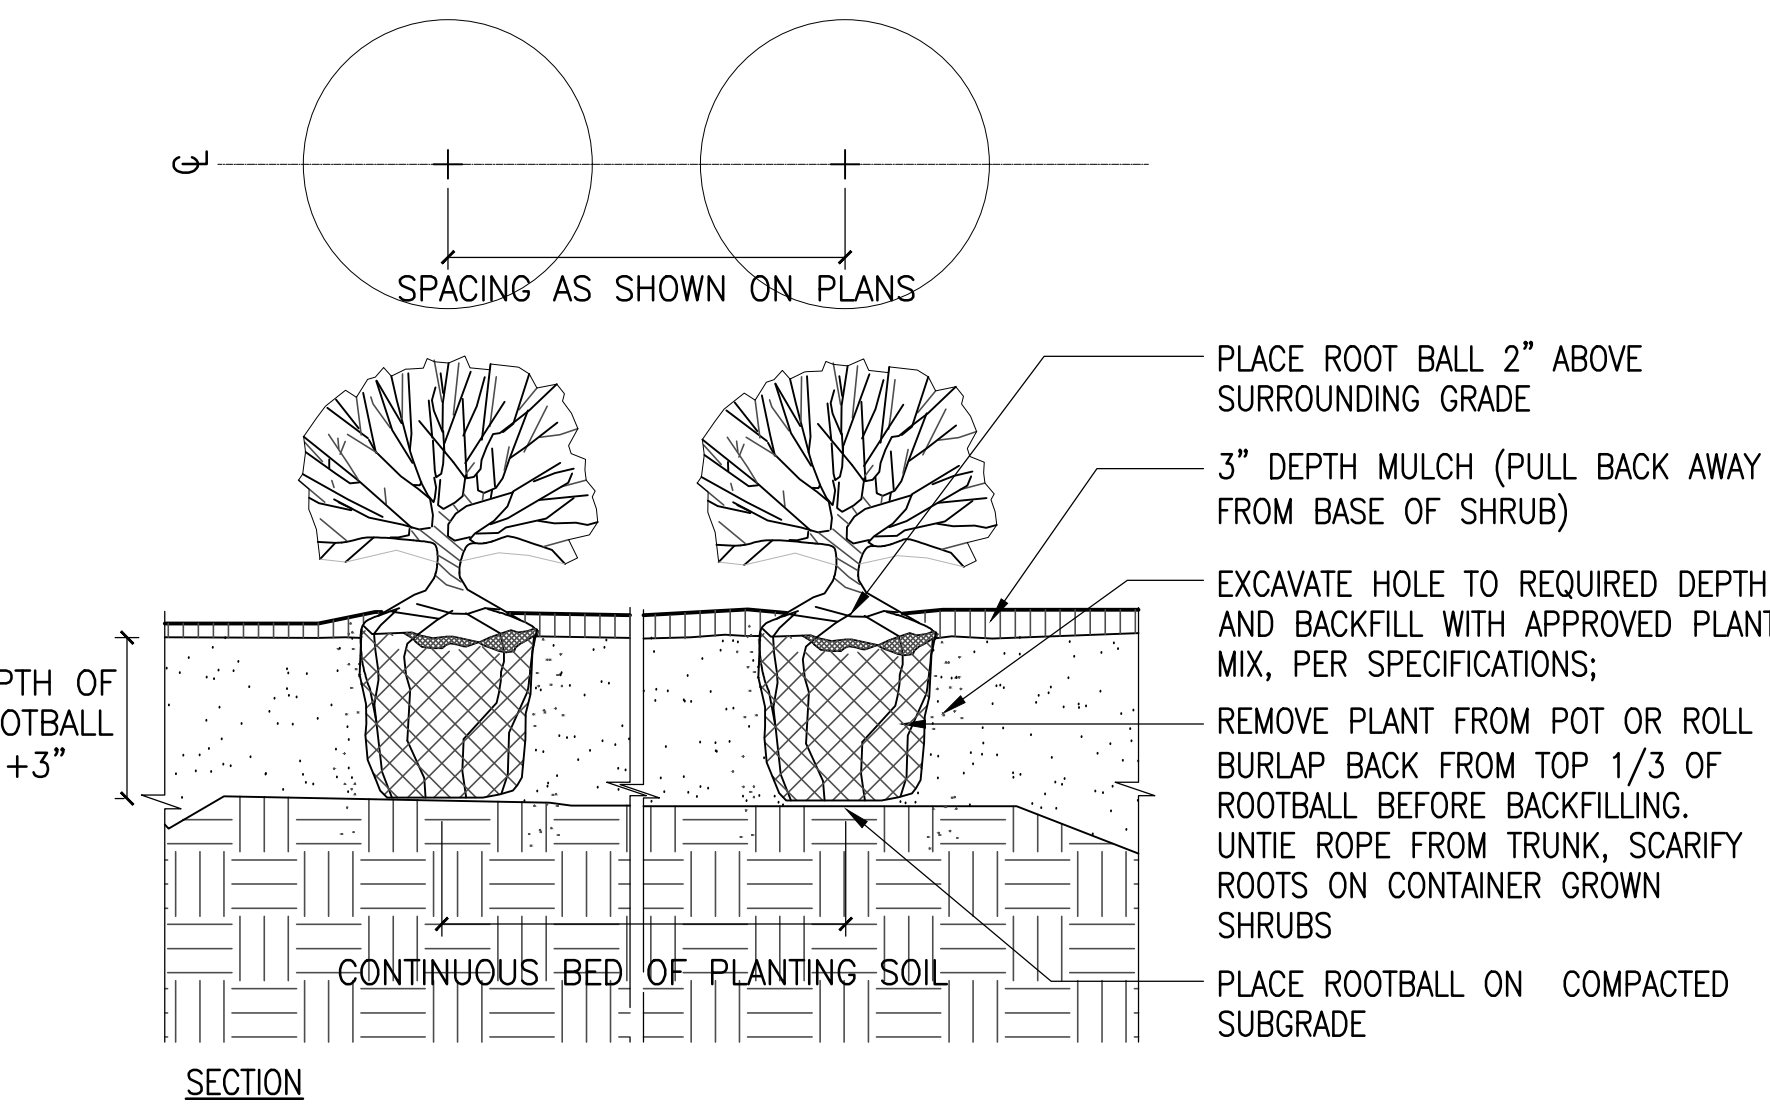 ℄
SPACING AS SHOWN ON PLANS
PLACE ROOT BALL 2” ABOVE
SURROUNDING GRADE
3” DEPTH MULCH (PULL BACK AWAY
FROM BASE OF SHRUB)
EXCAVATE HOLE TO REQUIRED DEPTH
AND BACKFILL WITH APPROVED PLANT
MIX, PER SPECIFICATIONS;
PTH OF
OTBALL
+3”
REMOVE PLANT FROM POT OR ROLL
BURLAP BACK FROM TOP 1/3 OF
ROOTBALL BEFORE BACKFILLING.
UNTIE ROPE FROM TRUNK, SCARIFY
ROOTS ON CONTAINER GROWN
SHRUBS
CONTINUOUS BED OF PLANTING SOIL
PLACE ROOTBALL ON COMPACTED
SUBGRADE
SECTION